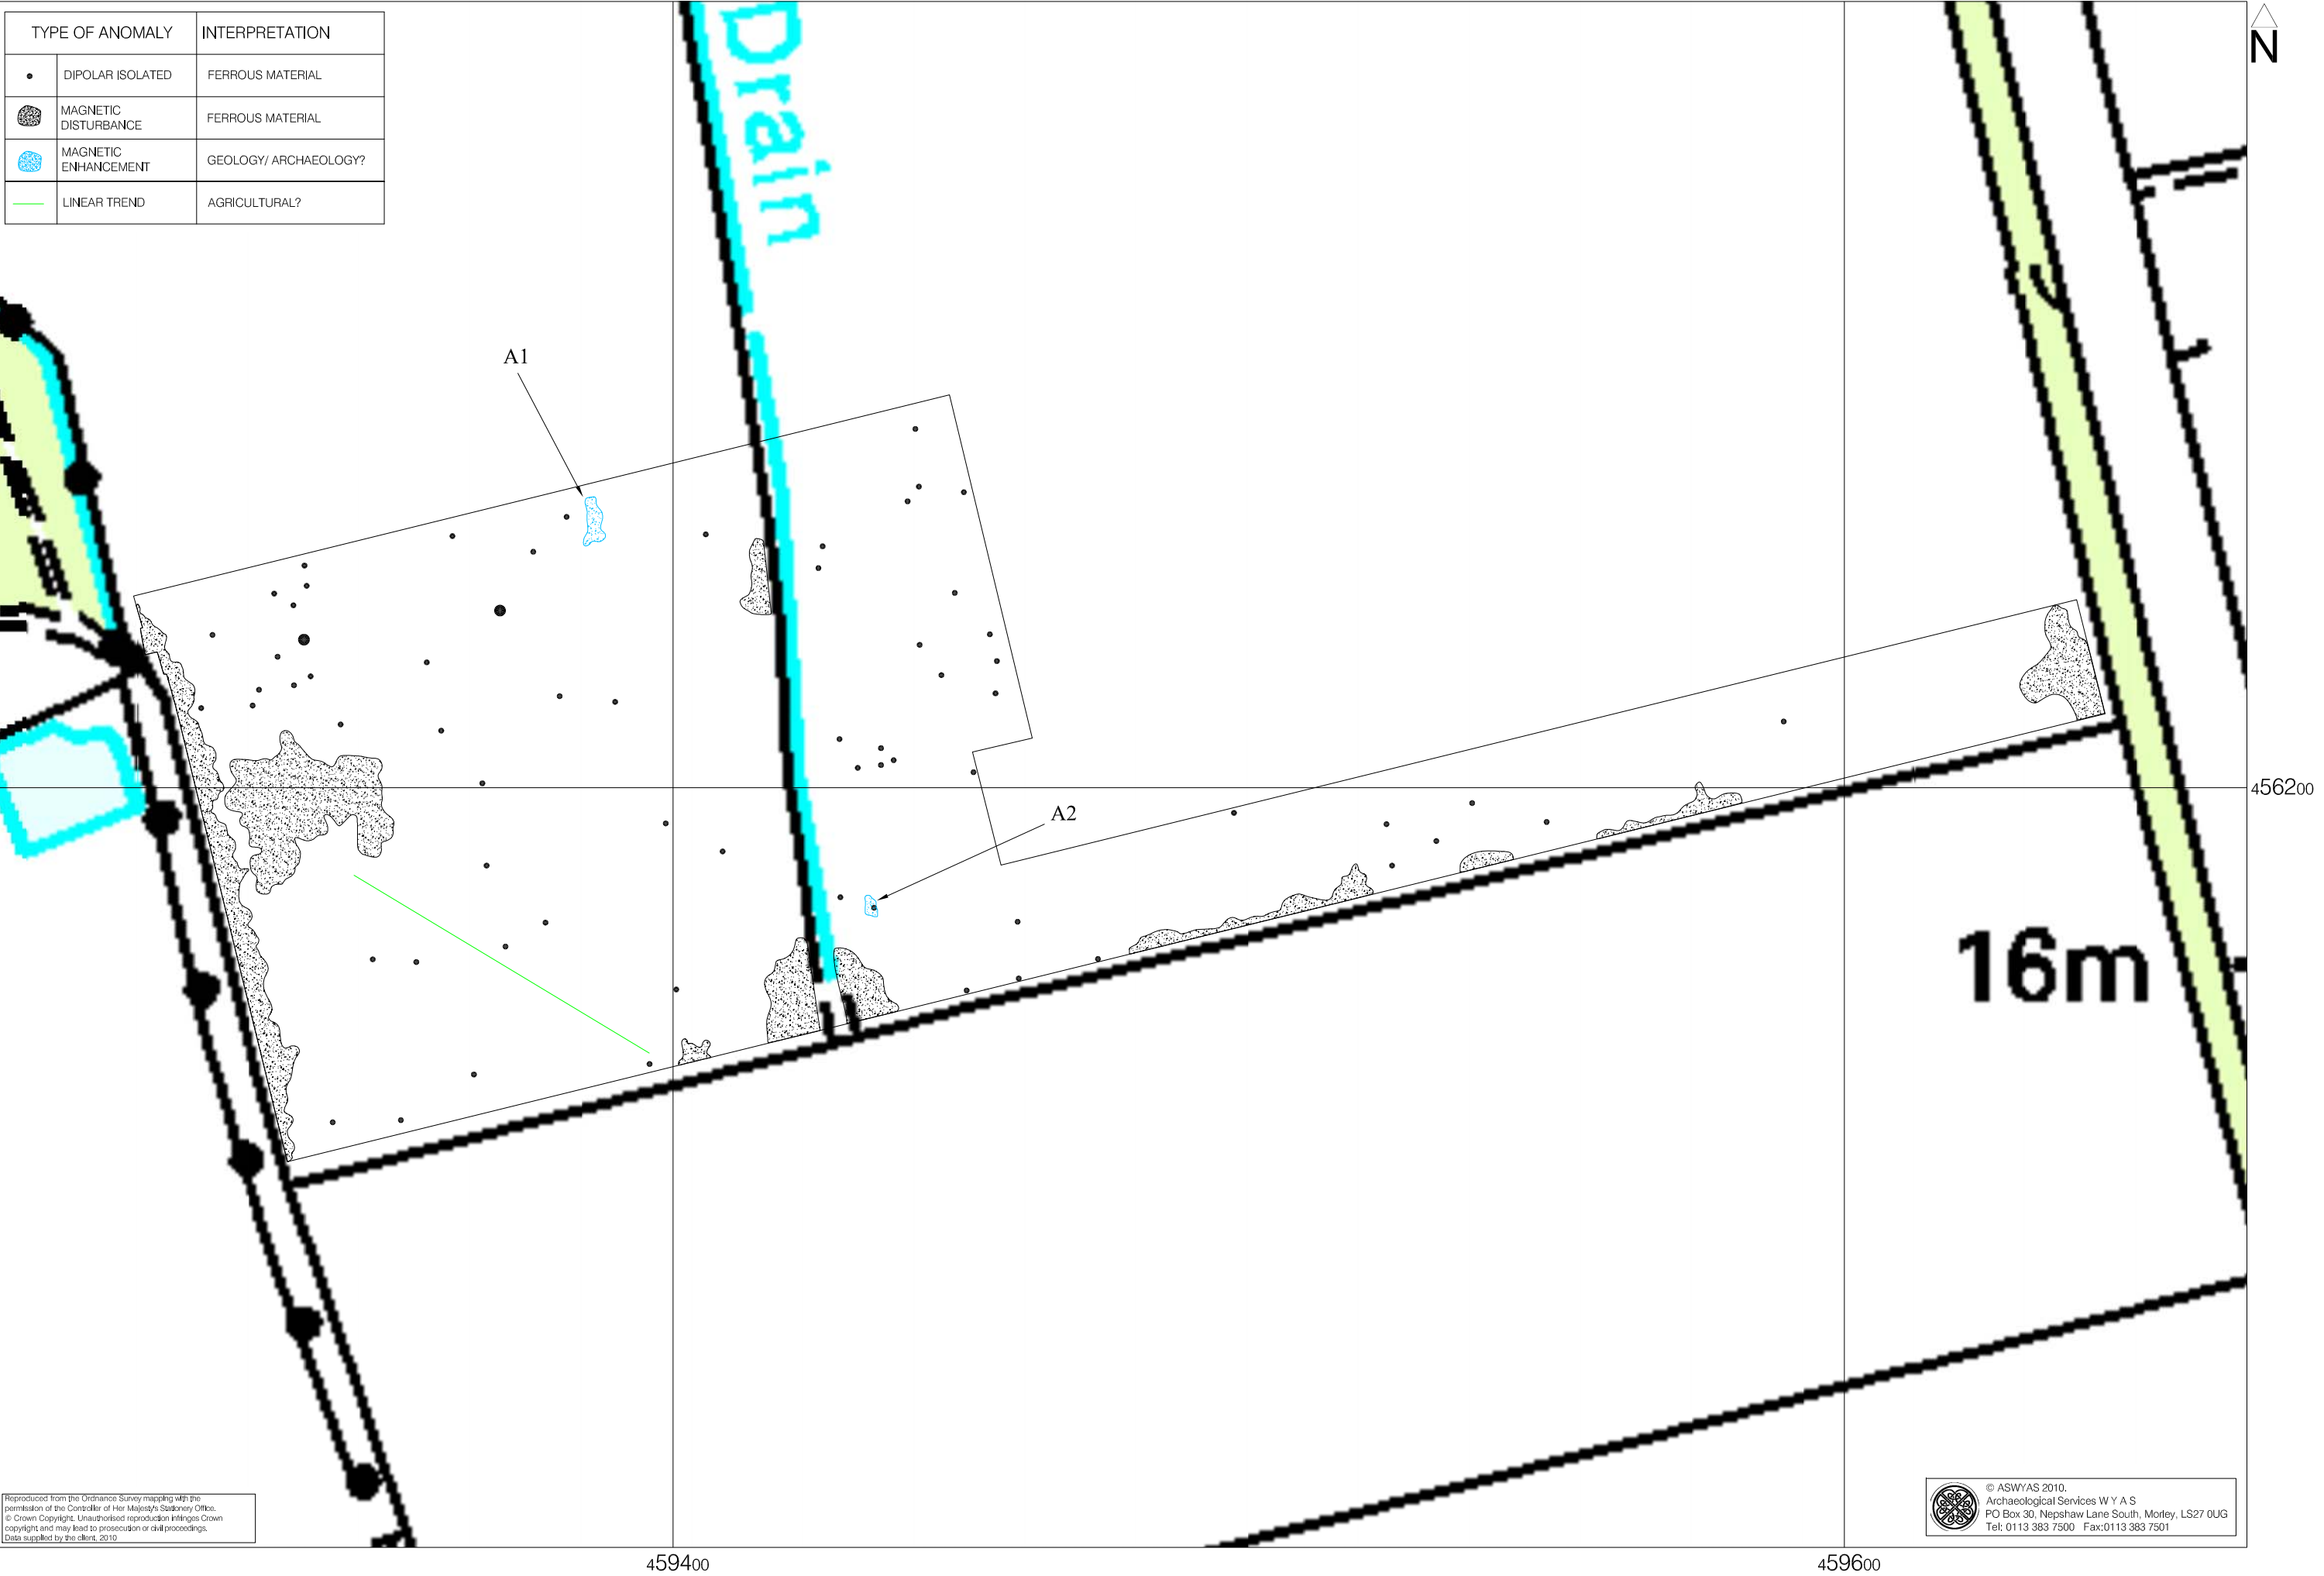 TYPE OF ANOMALY INTERPRETATION
DIPOLAR ISOLATED FERROUS MATERIAL
MAGNETIC
DISTURBANCE
FERROUS MATERIAL
MAGNETIC
ENHANCEMENT
GEOLOGY/ ARCHAEOLOGY?
LINEAR TREND AGRICULTURAL?
Drain
N
A1
A2
456200
16m
Reproduced from the Ordnance Survey mapping with the
permission of the Controller of Her Majesty's Stationery Office.
© Crown Copyright. Unauthorised reproduction infringes Crown
copyright and may lead to prosecution or civil proceedings.
Data supplied by the client, 2010
© ASWYAS 2010.
Archaeological Services W Y A S
PO Box 30, Nepshaw Lane South, Morley, LS27 0UG
Tel: 0113 383 7500 Fax:0113 383 7501
459400
459600